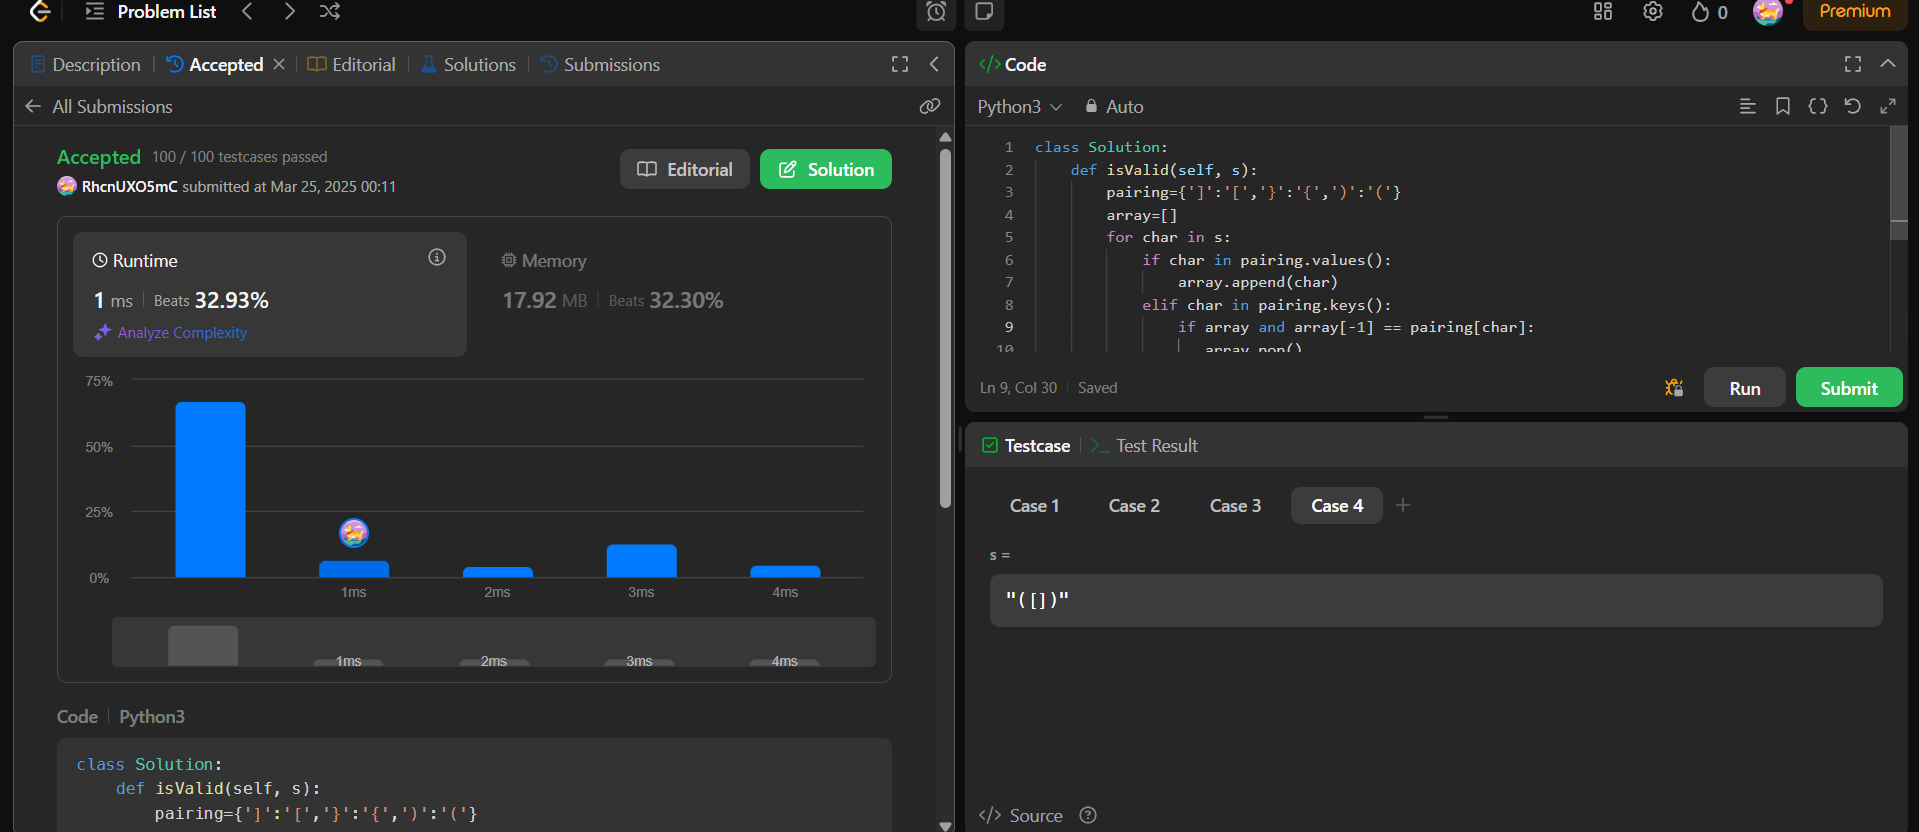 Problem List
0
Premium
Description
Accepted
Editorial
Solutions
Submissions
All Submissions
Accepted 100 / 100 testcases passed
RhcnUXO5mC submitted at Mar 25, 2025 00:11
Editorial
Solution
Runtime
1 ms | Beats 32.93%
Analyze Complexity
Memory
17.92 MB | Beats 32.30%
75%
50%
25%
0%
1ms 2ms 3ms 4ms
1ms 2ms 3ms 4ms
Code | Python3
class Solution:
    def isValid(self, s):
        pairing={']':'[','}':'{',')':'('}
</> Code
Python3
Auto
1 class Solution:
2     def isValid(self, s):
3         pairing={']':'[','}':'{',')':'('}
4         array=[]
5         for char in s:
6             if char in pairing.values():
7                 array.append(char)
8             elif char in pairing.keys():
9                 if array and array[-1] == pairing[char]:
10                    array.pop()
Ln 9, Col 30 | Saved
Run
Submit
Testcase
Test Result
Case 1
Case 2
Case 3
Case 4
s =
"([])"
</> Source